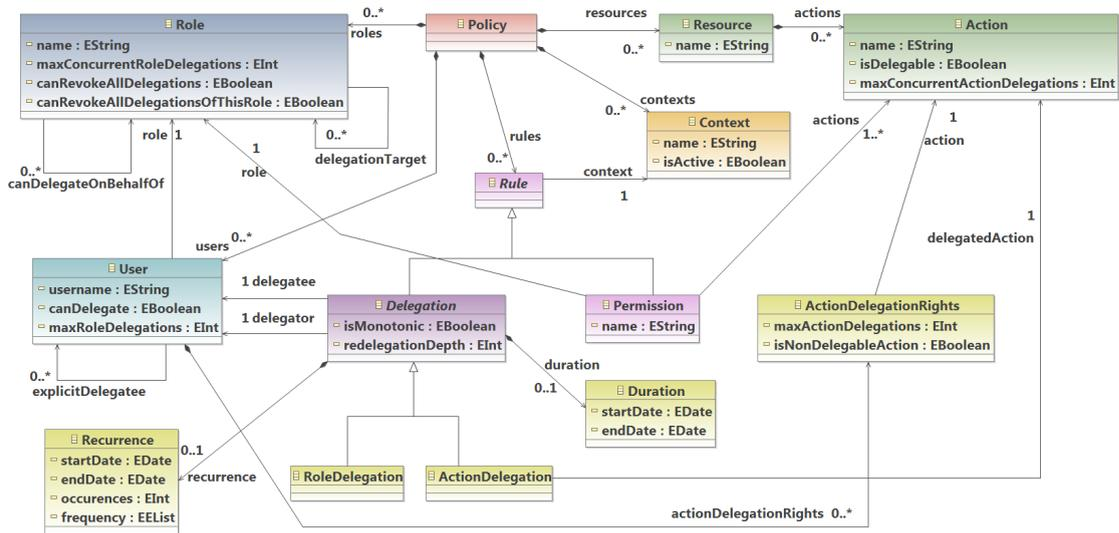 Role
name : EString
maxConcurrentRoleDelegations : EInt
canRevokeAllDelegations : EBoolean
canRevokeAllDelegationsOfThisRole : EBoolean
0..*
roles
Policy
resources
0..*
Resource
name : EString
actions
0..*
Action
name : EString
isDelegable : EBoolean
maxConcurrentActionDelegations : EInt
0..*
canDelegateOnBehalfOf
role 1
1
role
0..*
delegationTarget
rules
0..*
0..*
contexts
Context
name : EString
isActive : EBoolean
actions
1..*
1
action
Rule
context
1
1
delegatedAction
users
0..*
User
username : EString
canDelegate : EBoolean
maxRoleDelegations : EInt
1 delegatee
1 delegator
Delegation
isMonotonic : EBoolean
redelegationDepth : EInt
Permission
name : EString
ActionDelegationRights
maxActionDelegations : EInt
isNonDelegableAction : EBoolean
0..*
explicitDelegatee
duration
0..1
Duration
startDate : EDate
endDate : EDate
Recurrence
startDate : EDate
endDate : EDate
occurences : EInt
frequency : EEList
0..1
recurrence
RoleDelegation
ActionDelegation
actionDelegationRights 0..*